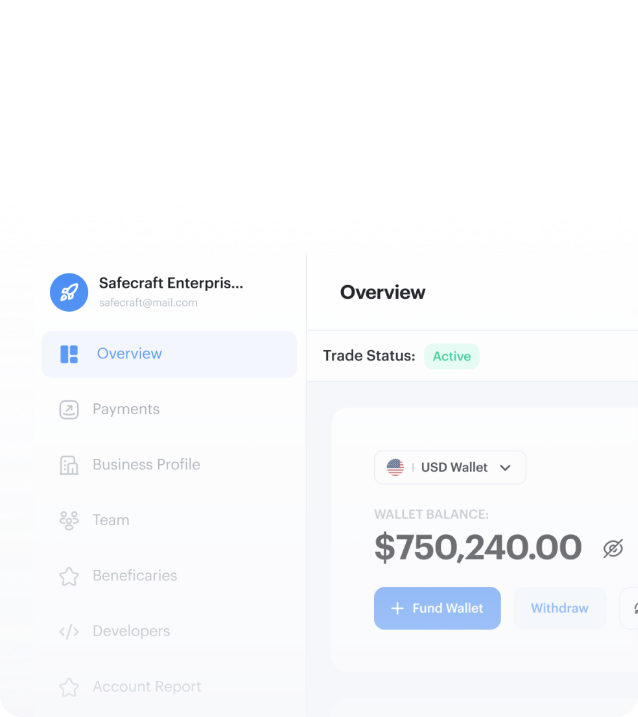 Safecraft Enterpris...
safecraft@mail.com
Overview
Payments
Business Profile
Team
Beneficaries
Developers
Account Report
Overview
Trade Status: Active
USD Wallet
WALLET BALANCE:
$750,240.00
Fund Wallet
Withdraw